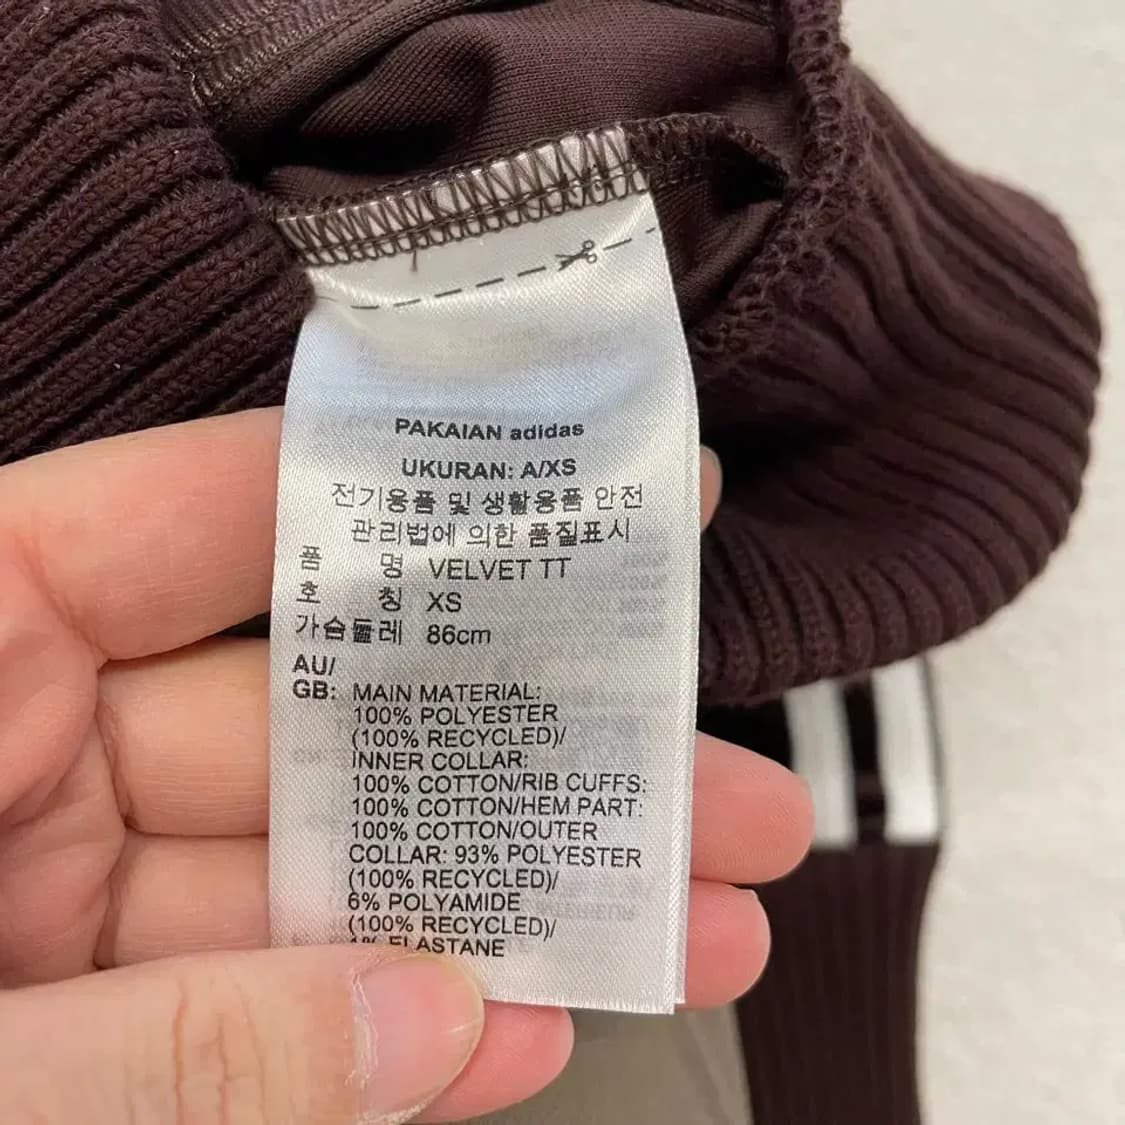 PAKAIAN adidas
UKURAN: A/XS
전기용품 및 생활용품 안전
관리법에 의한 품질표시
품 명 VELVET TT
호 칭 XS
가슴둘레 86cm
AU/
GB: MAIN MATERIAL:
100% POLYESTER
(100% RECYCLED)/
INNER COLLAR:
100% COTTON/RIB CUFFS:
100% COTTON/HEM PART:
100% COTTON/OUTER
COLLAR: 93% POLYESTER
(100% RECYCLED)/
6% POLYAMIDE
(100% RECYCLED)/
1% ELASTANE